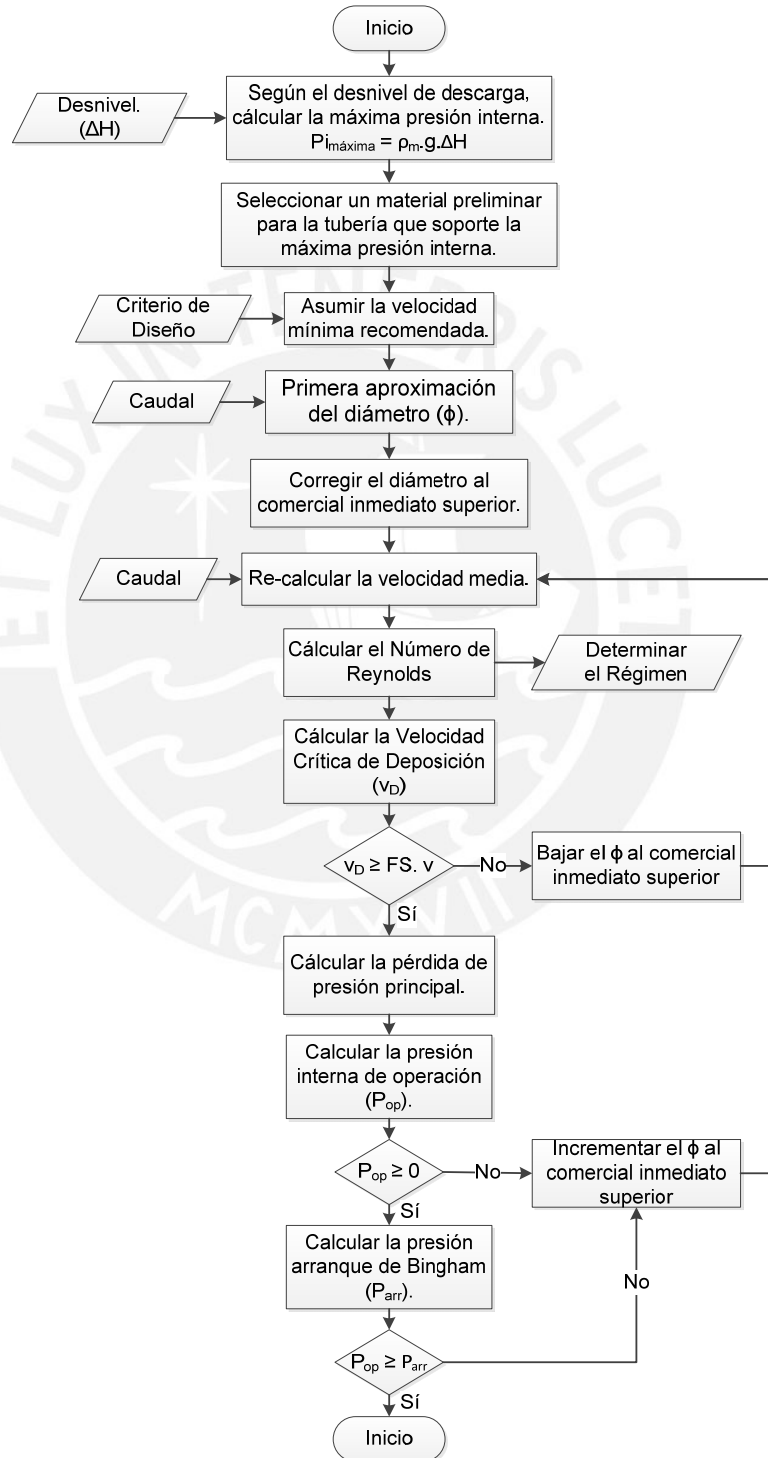 Inicio
Desnivel.
(ΔH)
Según el desnivel de descarga,
cálcular la máxima presión interna.
Pimáxima = ρm.g.ΔH
Seleccionar un material preliminar
para la tubería que soporte la
máxima presión interna.
Criterio de
Diseño
Asumir la velocidad
mínima recomendada.
Caudal
Primera aproximación
del diámetro (ϕ).
Corregir el diámetro al
comercial inmediato superior.
Caudal
Re-calcular la velocidad media.
Cálcular el Número de
Reynolds
Determinar
el Régimen
Cálcular la Velocidad
Crítica de Deposición
(vD)
vD ≥ FS. v
No
Bajar el ϕ al comercial
inmediato superior
Sí
Cálcular la pérdida de
presión principal.
Calcular la presión
interna de operación
(Pop).
Pop ≥ 0
No
Incrementar el ϕ al
comercial inmediato
superior
Sí
Calcular la presión
arranque de Bingham
(Parr).
No
Pop ≥ Parr
Sí
Inicio
ET LUX IN TENEBRIS LUCET
MCMXVII